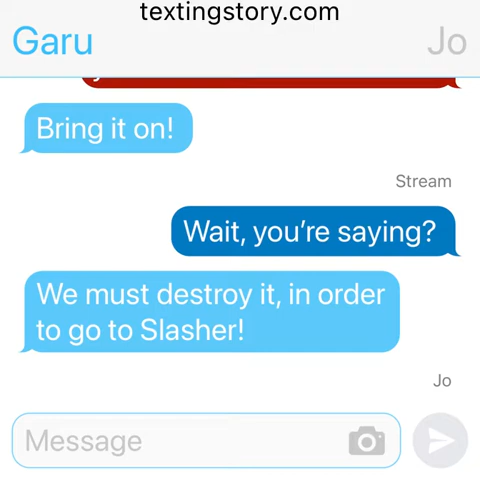 textingstory.com
Garu
Jo
Bring it on!
Stream
Wait, you’re saying?
We must destroy it, in order
to go to Slasher!
Jo
Message